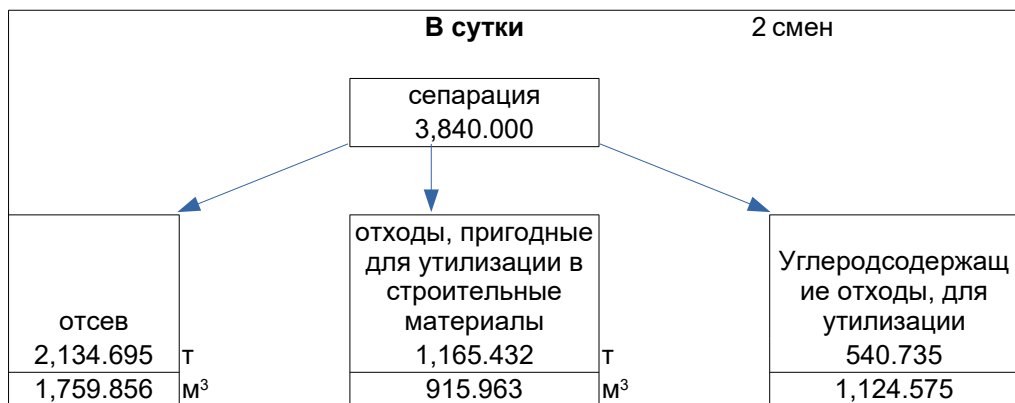 В сутки 2 смен
сепарация
3,840.000
отсев
2,134.695 т
1,759.856 м³
отходы, пригодные
для утилизации в
строительные
материалы
1,165.432 т
915.963 м³
Углеродсодержащ
ие отходы, для
утилизации
540.735
1,124.575